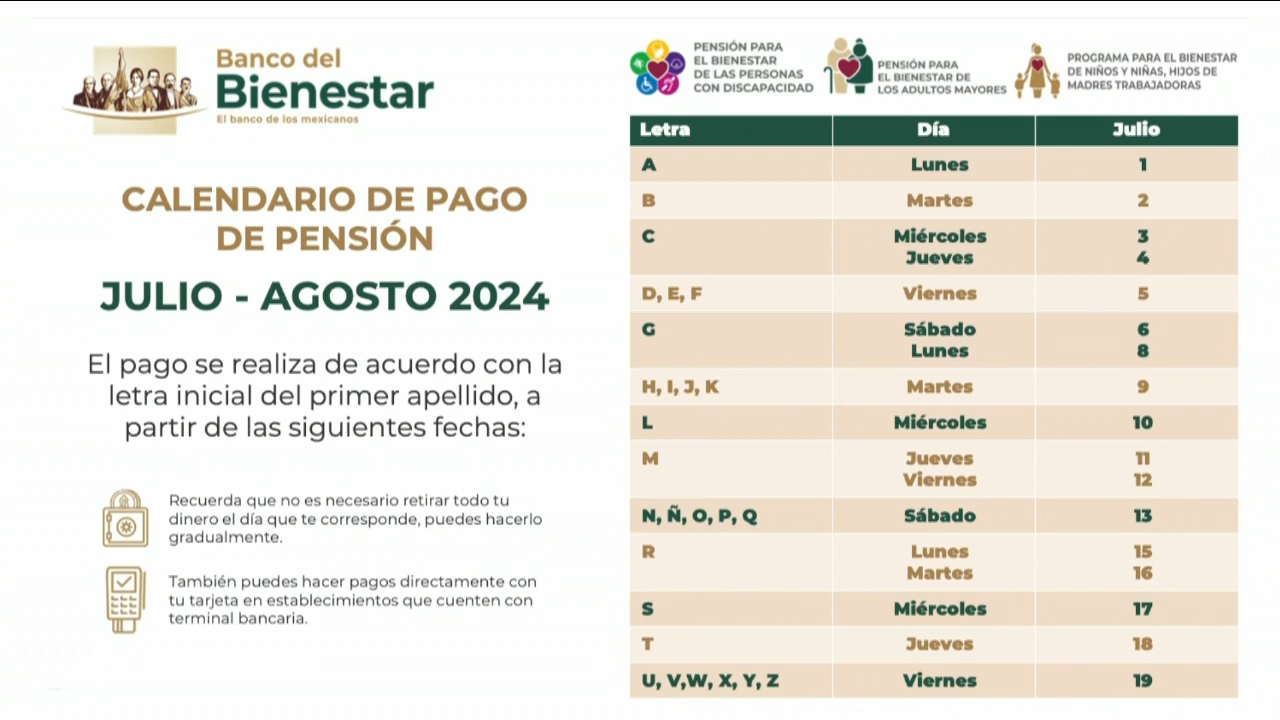 Banco del
Bienestar
El banco de los mexicanos
CALENDARIO DE PAGO
DE PENSIÓN
JULIO - AGOSTO 2024
El pago se realiza de acuerdo con la
letra inicial del primer apellido, a
partir de las siguientes fechas:
Recuerda que no es necesario retirar todo tu
dinero el día que te corresponde, puedes hacerlo
gradualmente.
También puedes hacer pagos directamente con
tu tarjeta en establecimientos que cuenten con
terminal bancaria.
PENSIÓN PARA
EL BIENESTAR
DE LAS PERSONAS
CON DISCAPACIDAD
PENSIÓN PARA
EL BIENESTAR DE
LOS ADULTOS MAYORES
PROGRAMA PARA EL BIENESTAR
DE NIÑOS Y NIÑAS, HIJOS DE
MADRES TRABAJADORAS
Letra Día Julio
A Lunes 1
B Martes 2
C Miércoles 3
Jueves 4
D, E, F Viernes 5
G Sábado 6
Lunes 8
H, I, J, K Martes 9
L Miércoles 10
M Jueves 11
Viernes 12
N, Ñ, O, P, Q Sábado 13
R Lunes 15
Martes 16
S Miércoles 17
T Jueves 18
U, V,W, X, Y, Z Viernes 19